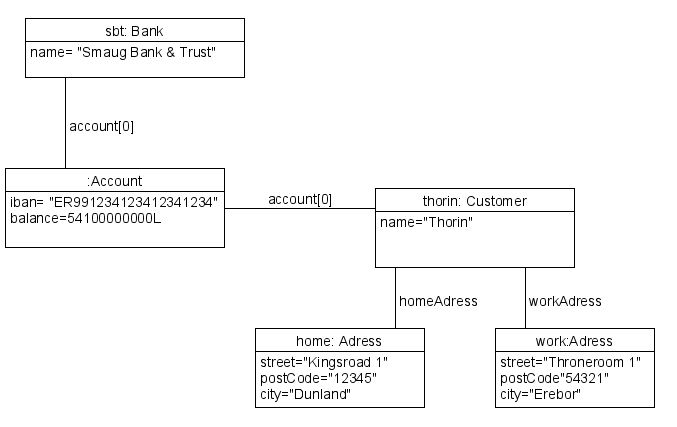 sbt: Bank
name= "Smaug Bank & Trust"
account[0]
:Account
iban= "ER991234123412341234"
balance=54100000000L
account[0]
thorin: Customer
name="Thorin"
homeAdress
workAdress
home: Adress
street="Kingsroad 1"
postCode="12345"
city="Dunland"
work:Adress
street="Throneroom 1"
postCode"54321"
city="Erebor"